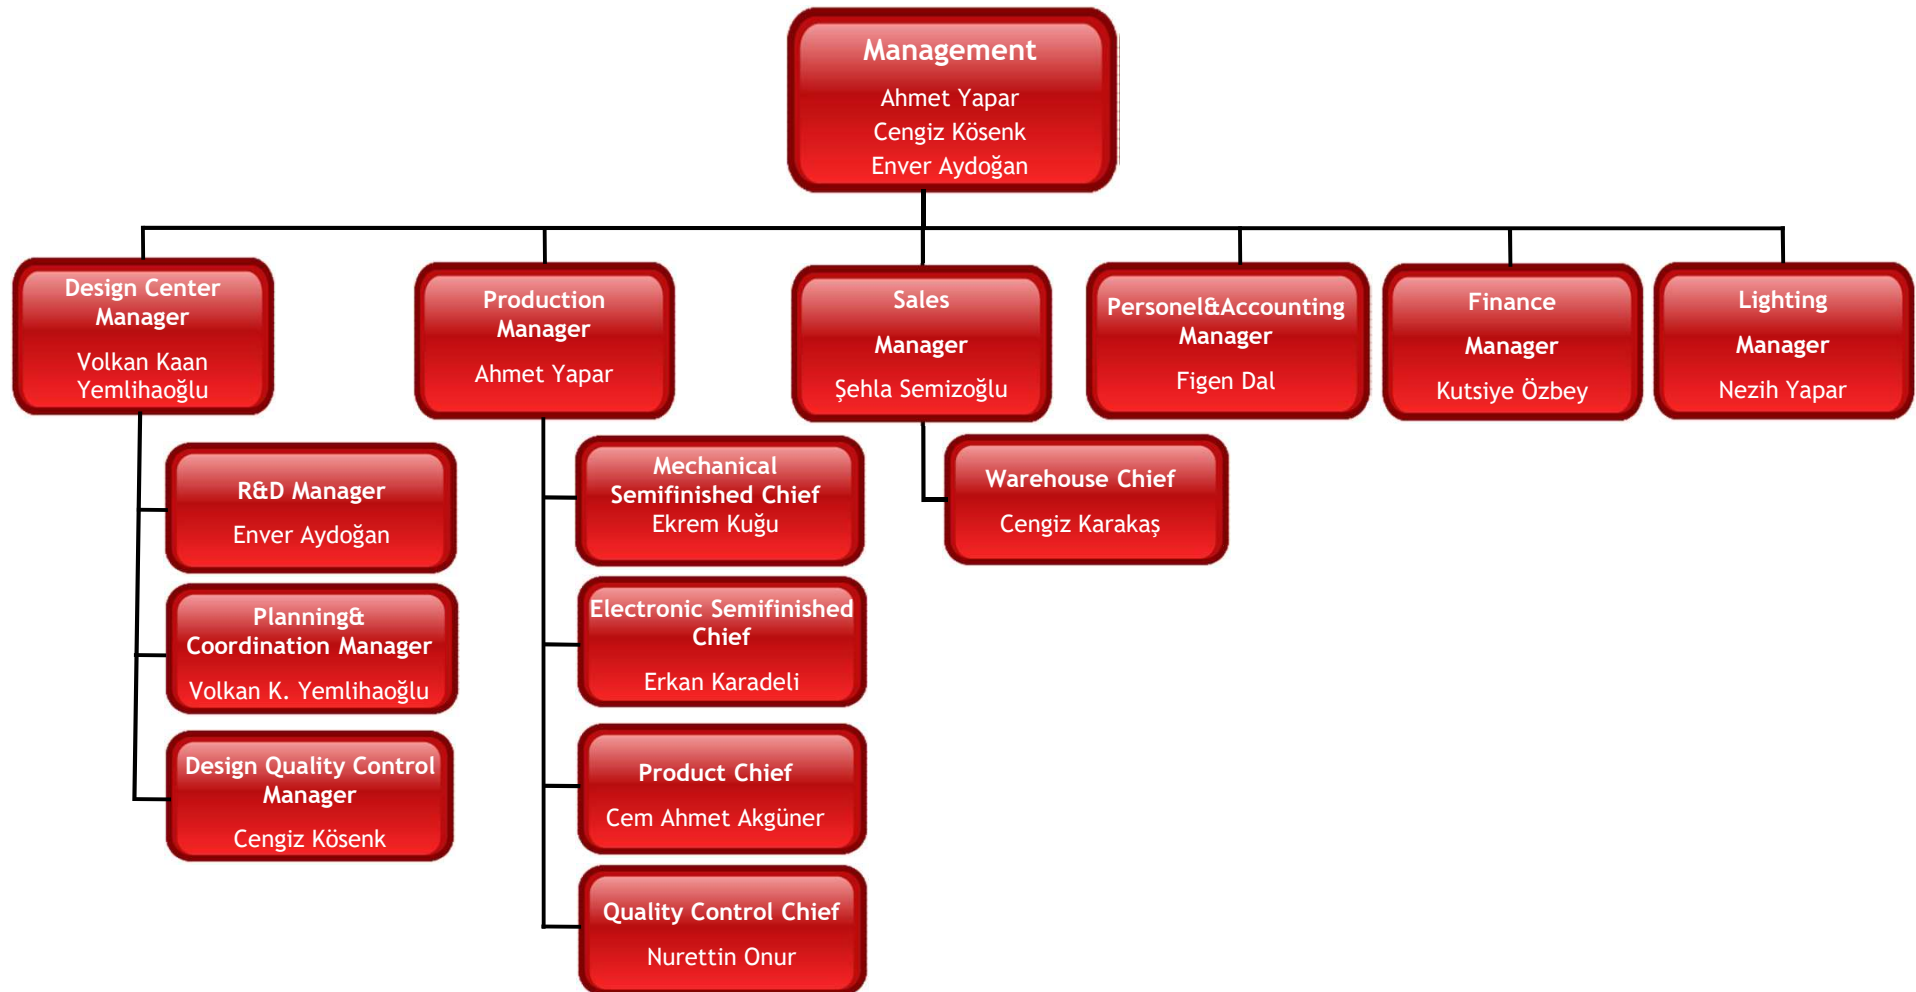 Management
Ahmet Yapar
Cengiz Kösenk
Enver Aydoğan
Design Center
Manager
Volkan Kaan
Yemlihaoğlu
Production
Manager
Ahmet Yapar
Sales
Manager
Şehla Semizoğlu
Personel&Accounting
Manager
Figen Dal
Finance
Manager
Kutsiye Özbey
Lighting
Manager
Nezih Yapar
R&D Manager
Enver Aydoğan
Planning&
Coordination Manager
Volkan K. Yemlihaoğlu
Design Quality Control
Manager
Cengiz Kösenk
Mechanical
Semifinished Chief
Ekrem Kuğu
Electronic Semifinished
Chief
Erkan Karadeli
Product Chief
Cem Ahmet Akgüner
Quality Control Chief
Nurettin Onur
Warehouse Chief
Cengiz Karakaş